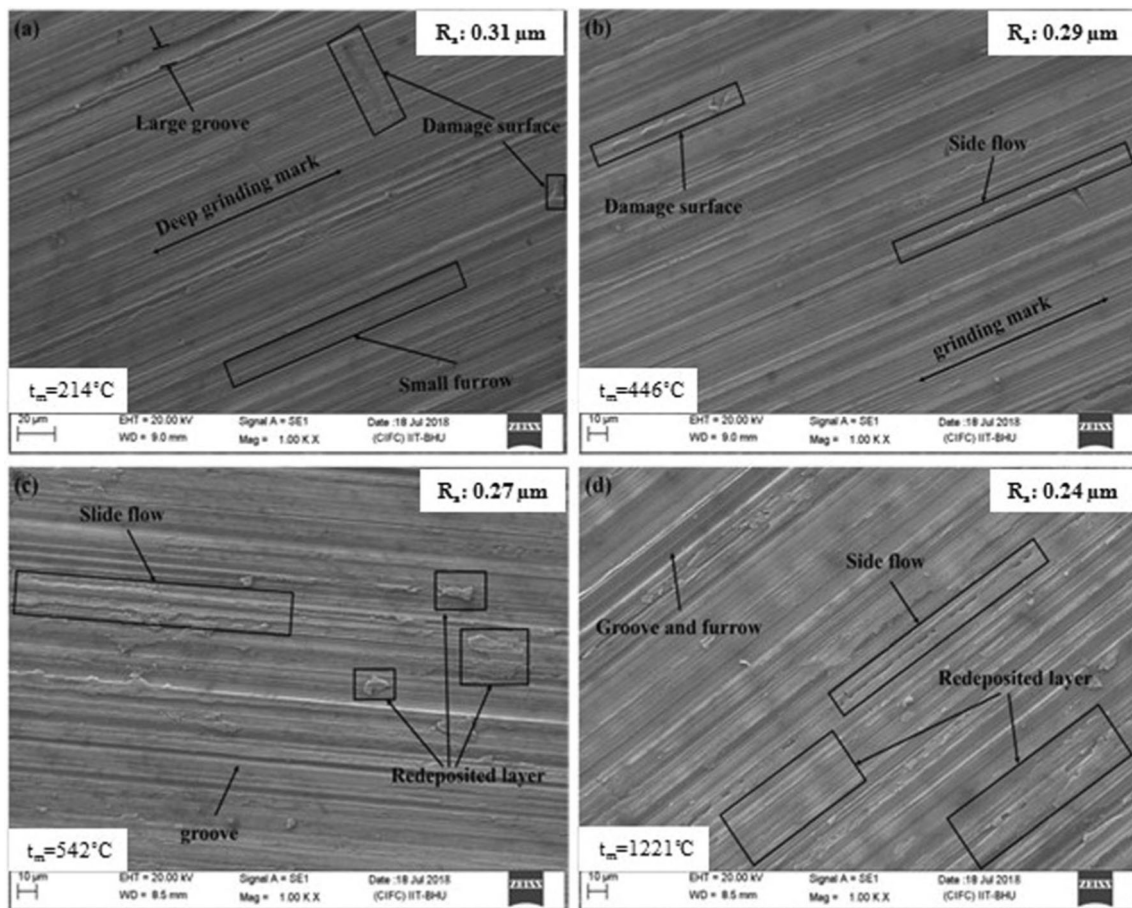 (a)
Rₐ: 0.31 µm
Large groove
Damage surface
Deep grinding mark
Small furrow
tₘ=214°C
20 µm
EHT = 20.00 kV
WD = 9.0 mm
Signal A = SE1
Mag = 1.00 K X
Date :18 Jul 2018
(CIFC) IIT-BHU
ZEISS
(b)
Rₐ: 0.29 µm
Side flow
Damage surface
grinding mark
tₘ=446°C
10 µm
EHT = 20.00 kV
WD = 9.0 mm
Signal A = SE1
Mag = 1.00 K X
Date :18 Jul 2018
(CIFC) IIT-BHU
ZEISS
(c)
Rₐ: 0.27 µm
Slide flow
Redeposited layer
groove
tₘ=542°C
10 µm
EHT = 20.00 kV
WD = 8.5 mm
Signal A = SE1
Mag = 1.00 K X
Date :18 Jul 2018
(CIFC) IIT-BHU
ZEISS
(d)
Rₐ: 0.24 µm
Side flow
Groove and furrow
Redeposited layer
tₘ=1221°C
10 µm
EHT = 20.00 kV
WD = 8.5 mm
Signal A = SE1
Mag = 1.00 K X
Date :18 Jul 2018
(CIFC) IIT-BHU
ZEISS